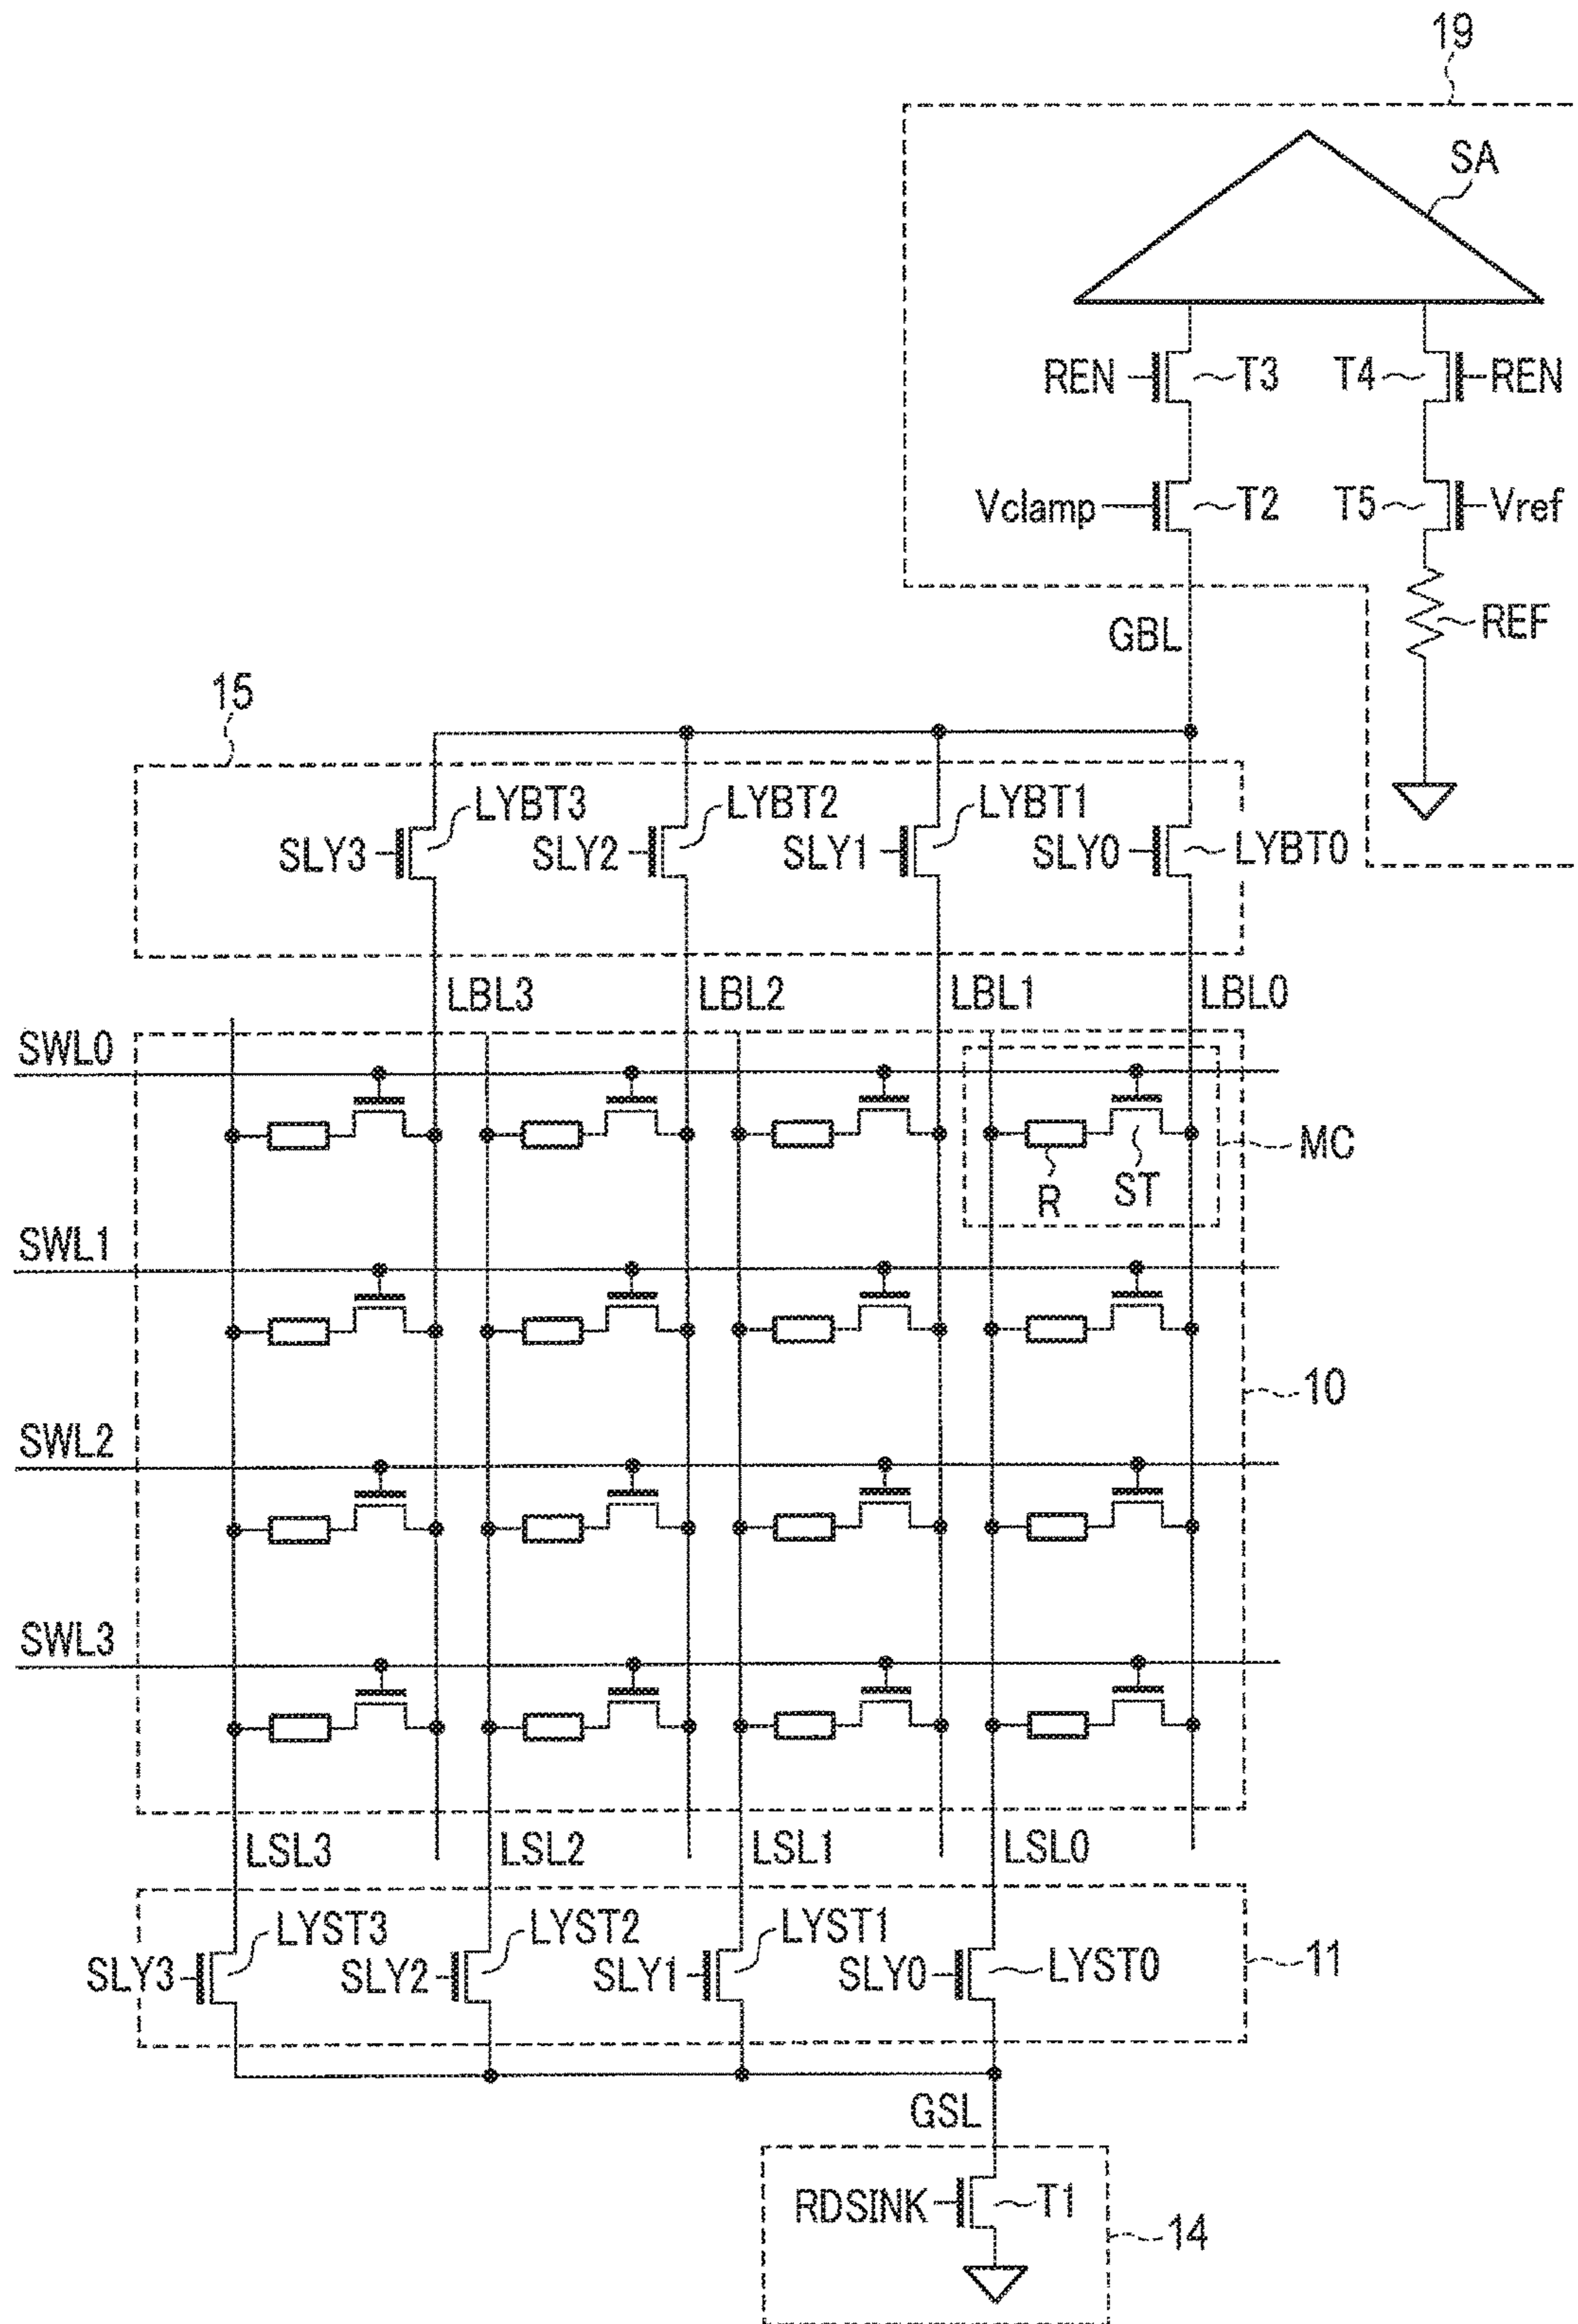 19
SA
REN
T3
T4
REN
Vclamp
T2
T5
Vref
REF
GBL
15
LYBT3
LYBT2
LYBT1
SLY3
SLY2
SLY1
SLY0
LYBT0
LBL3
LBL2
LBL1
LBL0
SWL0
MC
R
ST
SWL1
10
SWL2
SWL3
LSL3
LSL2
LSL1
LSL0
LYST3
LYST2
LYST1
SLY3
SLY2
SLY1
SLY0
LYST0
11
GSL
RDSINK
T1
14